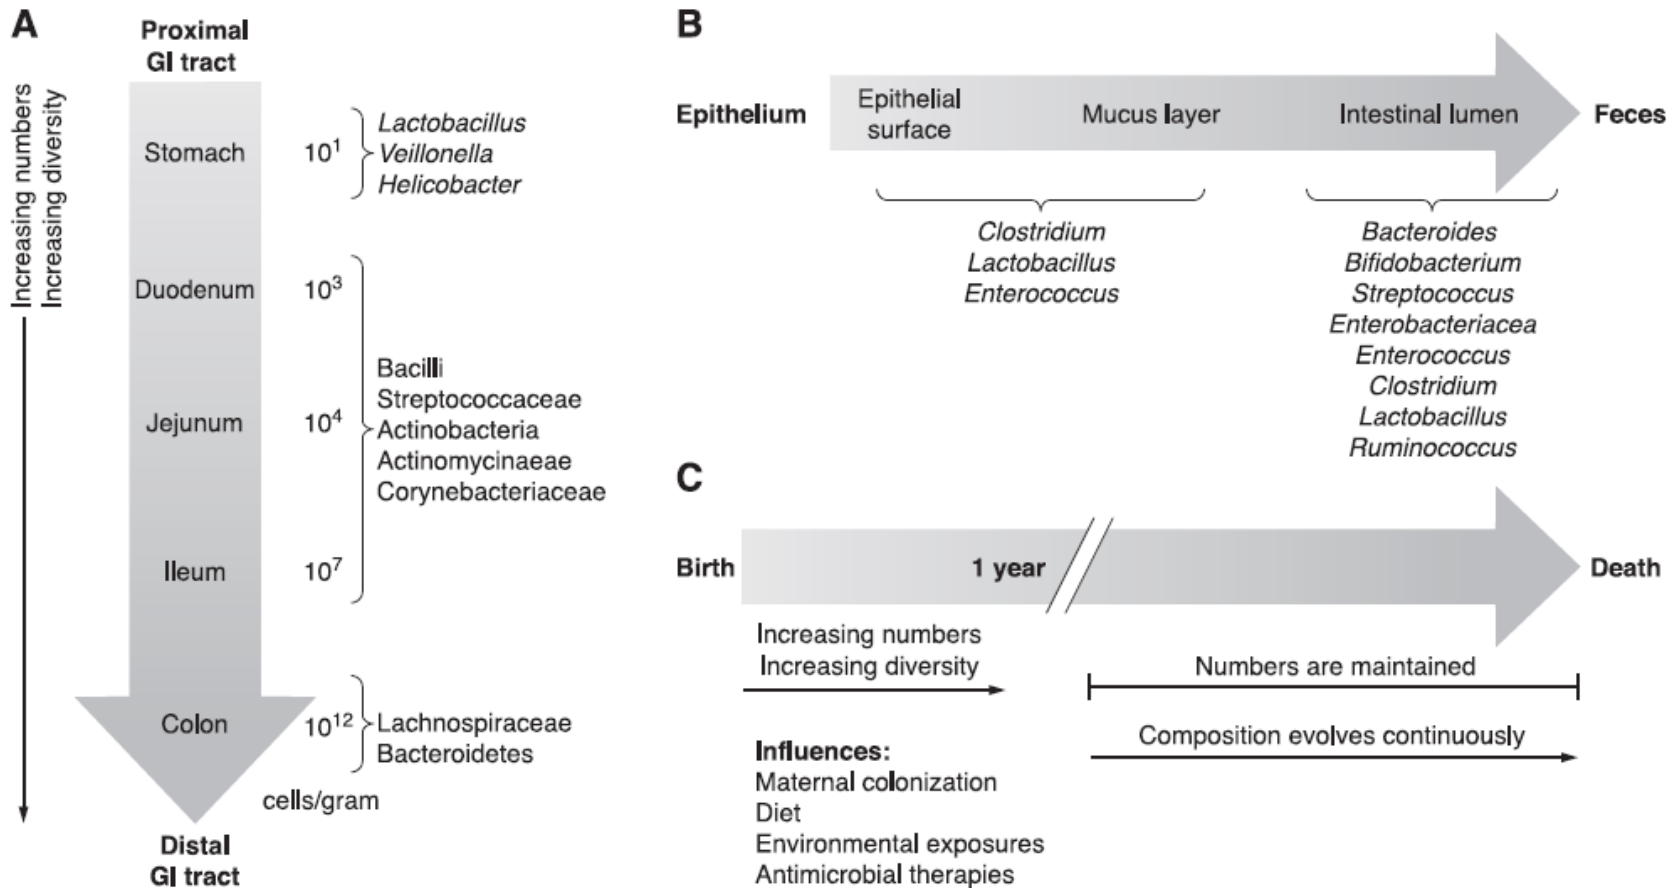 A
Proximal
GI tract
Increasing numbers
Increasing diversity
Stomach
10¹
Lactobacillus
Veillonella
Helicobacter
Duodenum
10³
Jejunum
10⁴
Bacilli
Streptococcaceae
Actinobacteria
Actinomycinaeae
Corynebacteriaceae
Ileum
10⁷
Colon
10¹²
Lachnospiraceae
Bacteroidetes
cells/gram
Distal
GI tract
B
Epithelium
Epithelial
surface
Mucus layer
Intestinal lumen
Feces
Clostridium
Lactobacillus
Enterococcus
Bacteroides
Bifidobacterium
Streptococcus
Enterobacteriacea
Enterococcus
Clostridium
Lactobacillus
Ruminococcus
C
Birth
1 year
Death
Increasing numbers
Increasing diversity
Numbers are maintained
Composition evolves continuously
Influences:
Maternal colonization
Diet
Environmental exposures
Antimicrobial therapies